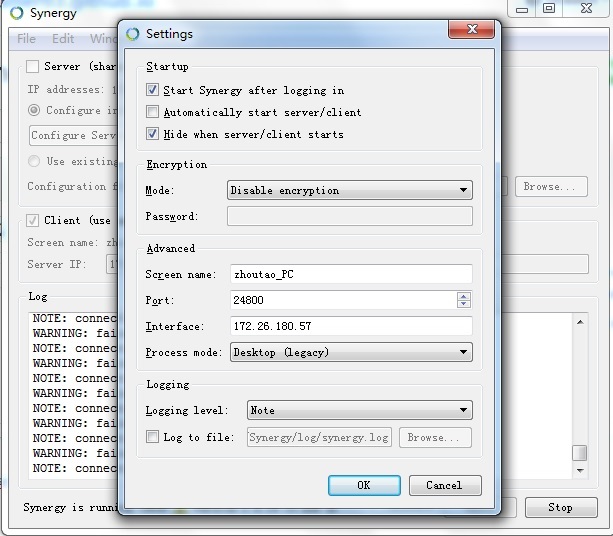 Synergy
File Edit
Settings
Server (shar
IP addresses: 1
Configure in
Configure Serv
Use existing
Configuration f
Browse...
Client (use
Screen name: zh
Server IP:
Log
NOTE: connec
WARNING: fai
NOTE: connec
WARNING: fai
NOTE: connec
WARNING: fai
NOTE: connec
WARNING: fai
NOTE: connec
WARNING: fai
NOTE: connec
Synergy is runni
Stop
Startup
Start Synergy after logging in
Automatically start server/client
Hide when server/client starts
Encryption
Mode: Disable encryption
Password:
Advanced
Screen name: zhoutao_PC
Port: 24800
Interface: 172.26.180.57
Process mode: Desktop (legacy)
Logging
Logging level: Note
Log to file: Synergy/log/synergy.log Browse...
OK Cancel